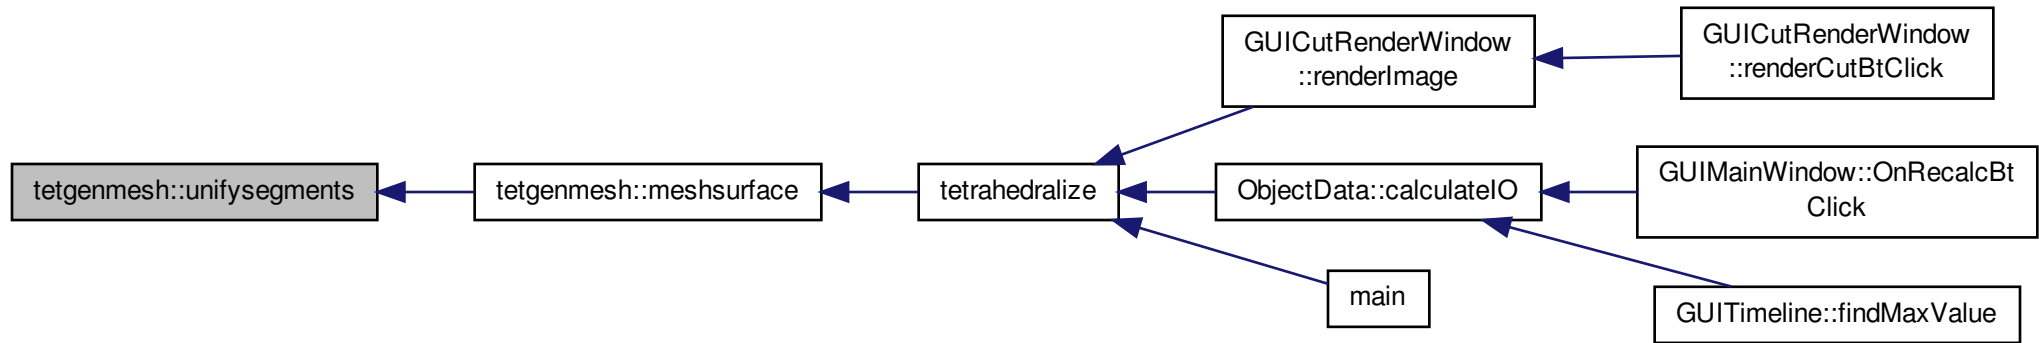 tetgenmesh::unifysegments
tetgenmesh::meshsurface
tetrahedralize
GUICutRenderWindow
::renderImage
GUICutRenderWindow
::renderCutBtClick
ObjectData::calculateIO
GUIMainWindow::OnRecalcBt
Click
GUITimeline::findMaxValue
main